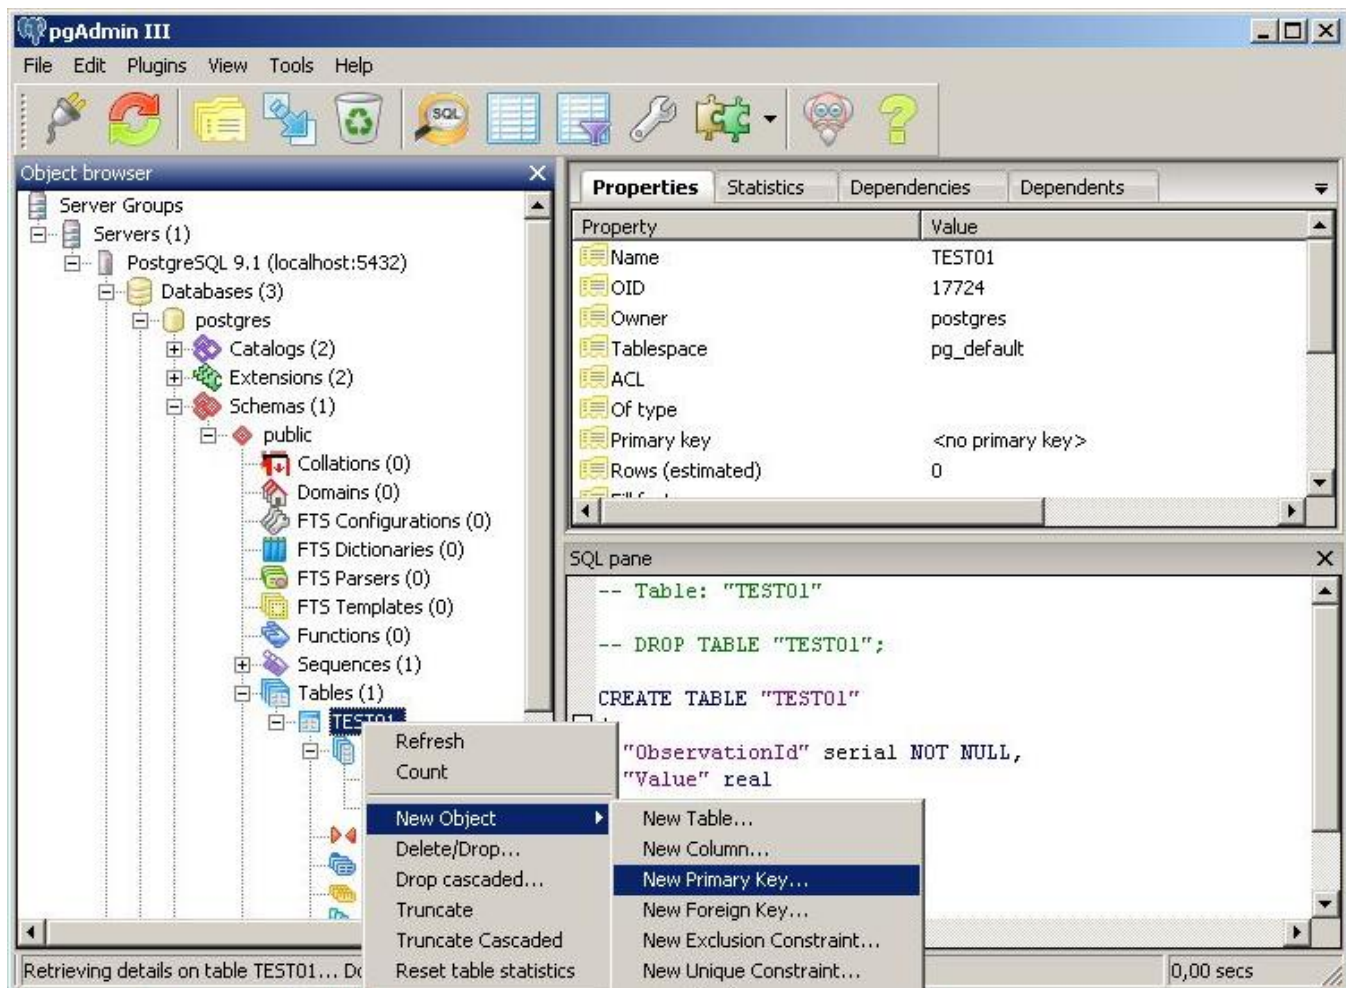 pgAdmin III
File Edit Plugins View Tools Help
SQL
Object browser
Server Groups
Servers (1)
PostgreSQL 9.1 (localhost:5432)
Databases (3)
postgres
Catalogs (2)
Extensions (2)
Schemas (1)
public
Collations (0)
Domains (0)
FTS Configurations (0)
FTS Dictionaries (0)
FTS Parsers (0)
FTS Templates (0)
Functions (0)
Sequences (1)
Tables (1)
TEST01
Refresh
Count
New Object
Delete/Drop...
Drop cascaded...
Truncate
Truncate Cascaded
Reset table statistics
New Table...
New Column...
New Primary Key...
New Foreign Key...
New Exclusion Constraint...
New Unique Constraint...
Properties Statistics Dependencies Dependents
Property Value
Name TEST01
OID 17724
Owner postgres
Tablespace pg_default
ACL
Of type
Primary key <no primary key>
Rows (estimated) 0
SQL pane
-- Table: "TEST01"
-- DROP TABLE "TEST01";
CREATE TABLE "TEST01"
"ObservationId" serial NOT NULL,
"Value" real
Retrieving details on table TEST01...
0,00 secs